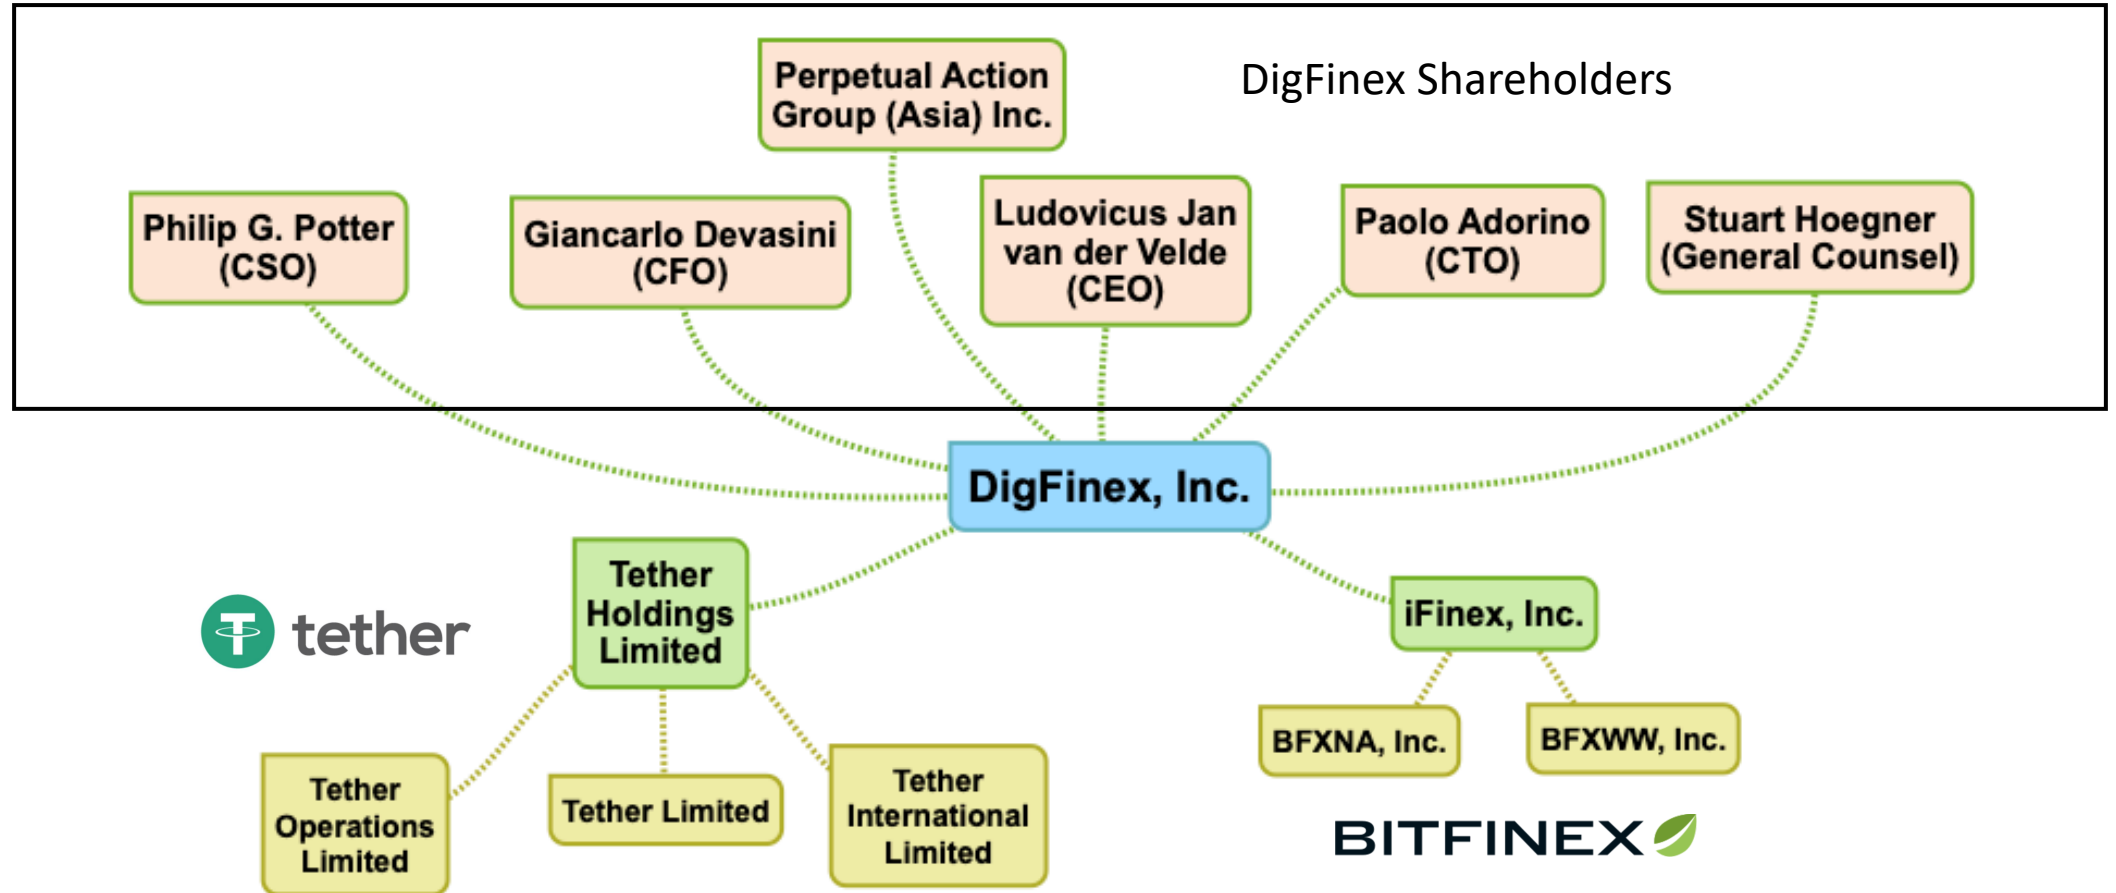 Perpetual Action
Group (Asia) Inc.
DigFinex Shareholders
Philip G. Potter
(CSO)
Giancarlo Devasini
(CFO)
Ludovicus Jan
van der Velde
(CEO)
Paolo Adorino
(CTO)
Stuart Hoegner
(General Counsel)
DigFinex, Inc.
tether
Tether
Holdings
Limited
iFinex, Inc.
Tether
Operations
Limited
Tether Limited
Tether
International
Limited
BFXNA, Inc.
BFXWW, Inc.
BITFINEX